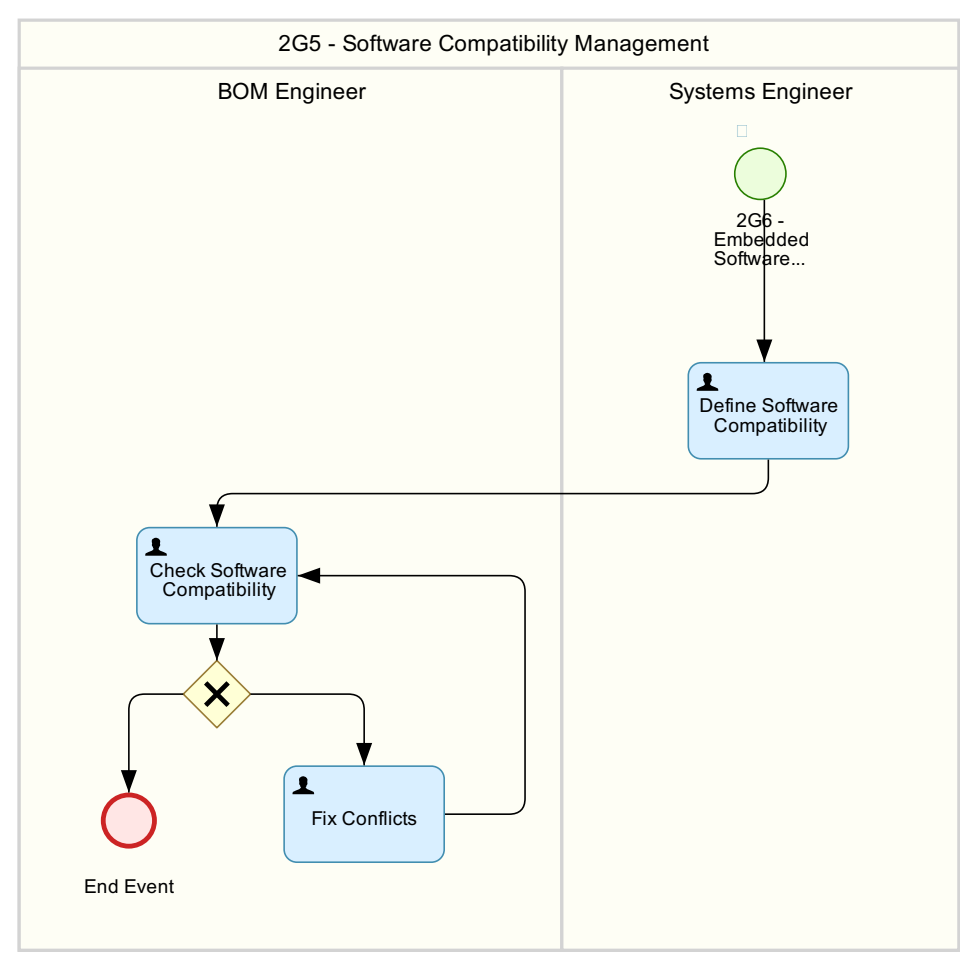 2G5 - Software Compatibility Management
BOM Engineer
Systems Engineer
2G6 -
Embedded
Software...
Define Software
Compatibility
Check Software
Compatibility
Fix Conflicts
End Event